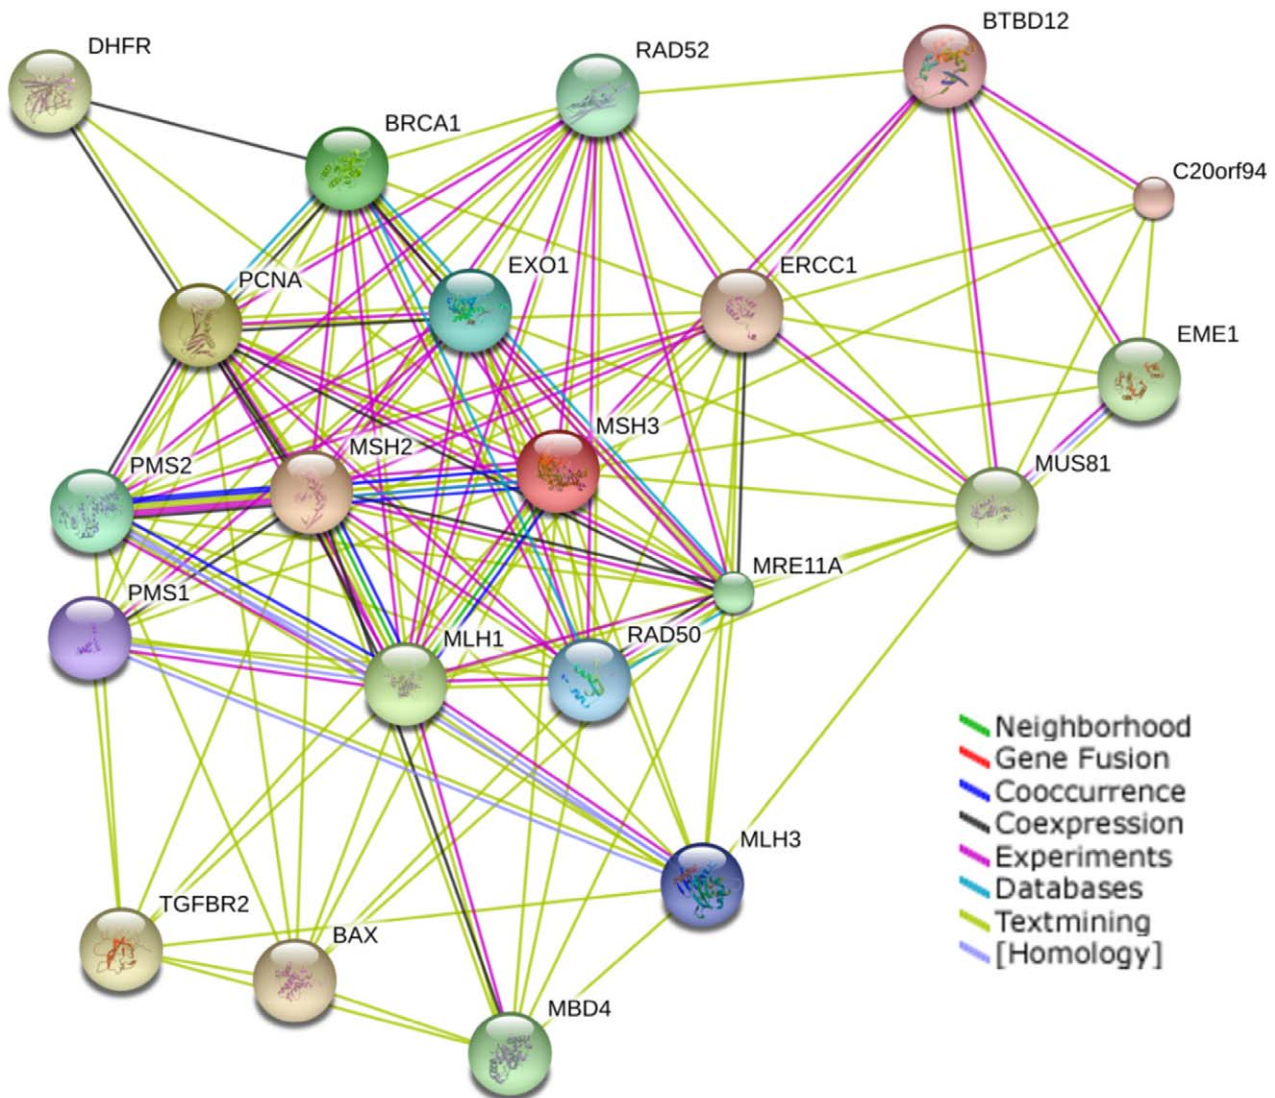 BTBD12
DHFR
RAD52
BRCA1
C20orf94
EXO1
ERCC1
PCNA
EME1
MSH3
MSH2
PMS2
MUS81
MRE11A
PMS1
MLH1
RAD50
Neighborhood
Gene Fusion
Cooccurrence
Coexpression
Experiments
Databases
Textmining
[Homology]
MLH3
TGFBR2
BAX
MBD4